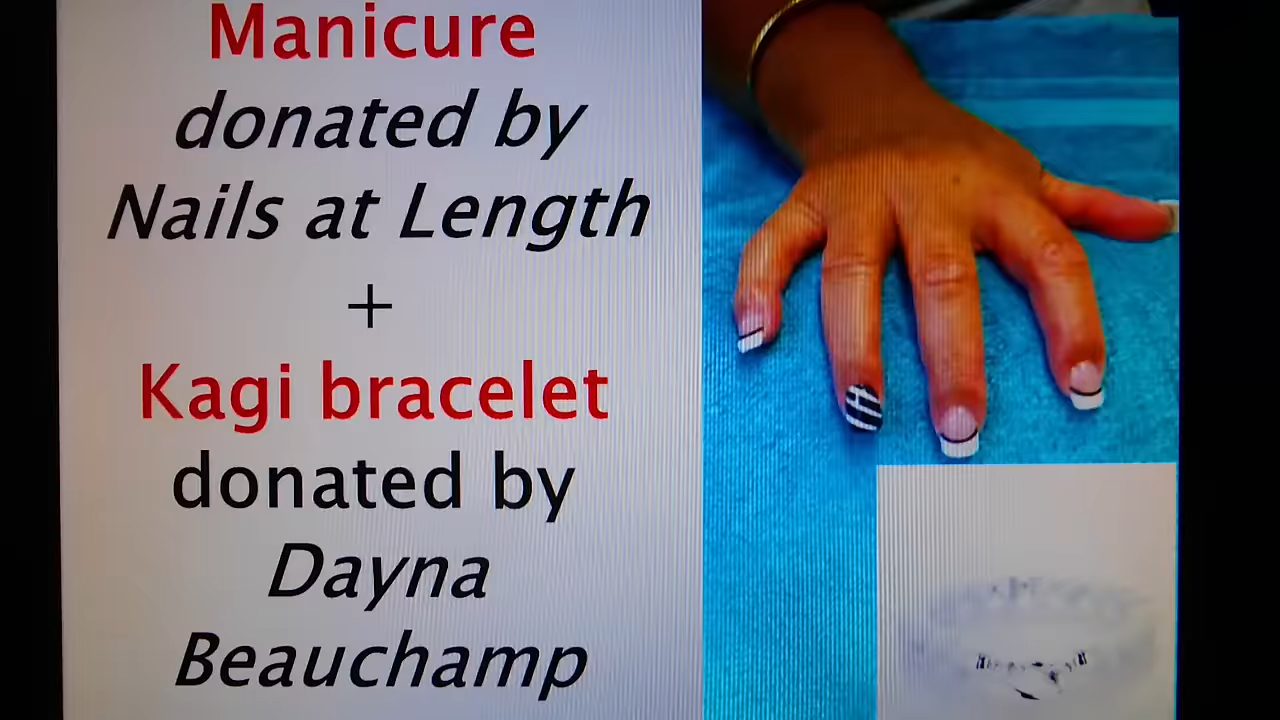 Manicure
donated by
Nails at Length
+
Kagi bracelet
donated by
Dayna
Beauchamp